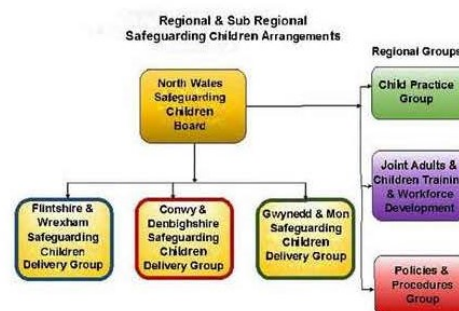 Regional & Sub Regional
Safeguarding Children Arrangements
Regional Groups
North Wales
Safeguarding
Children
Board
Child Practice
Group
Joint Adults &
Children Training
& Workforce
Development
Policies &
Procedures
Group
Flintshire &
Wrexham
Safeguarding
Children
Delivery Group
Conwy &
Denbighshire
Safeguarding
Children
Delivery Group
Gwynedd & Mon
Safeguarding
Children
Delivery Group